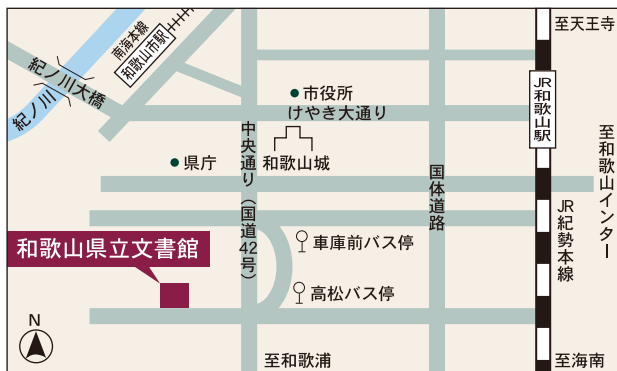 至天王寺
南海本線
和歌山市駅
紀ノ川大橋
紀ノ川
市役所
けやき大通り
JR和歌山駅
中央通り（国道42号）
和歌山城
県庁
国体道路
至和歌山インター
JR紀勢本線
和歌山県立文書館
車庫前バス停
高松バス停
N
至和歌浦
至海南